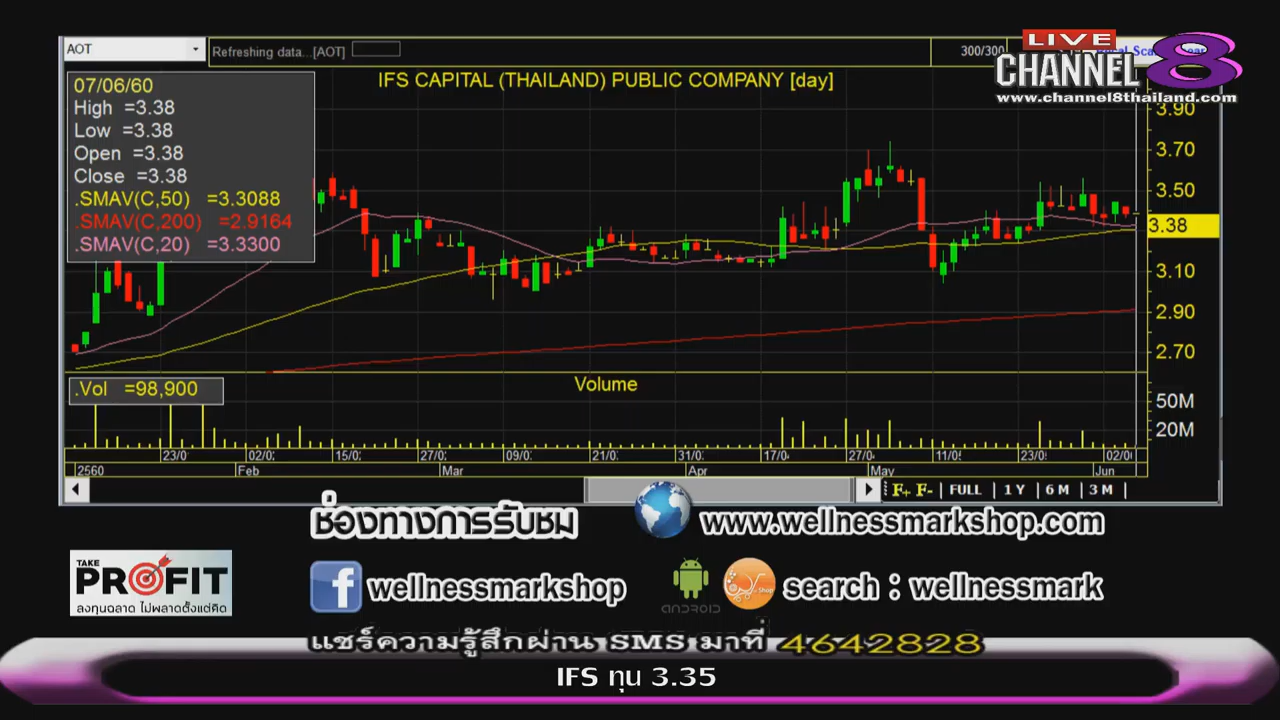 AOT
Refreshing data...[AOT]
300/300
LIVE
CHANNEL 8
www.channel8thailand.com
IFS CAPITAL (THAILAND) PUBLIC COMPANY [day]
07/06/60
High =3.38
Low =3.38
Open =3.38
Close =3.38
.SMAV(C,50) =3.3088
.SMAV(C,200) =2.9164
.SMAV(C,20) =3.3300
3.90
3.70
3.50
3.38
3.10
2.90
2.70
.Vol =98,900
Volume
50M
20M
23/0 02/0 15/0 27/0 09/0 21/0 31/0 17/0 27/0 11/0 23/0 02/0
2560 Feb Mar Apr May Jun
F+ F- FULL 1 Y 6 M 3 M
ช่องทางการรับชม
www.wellnessmarkshop.com
TAKE
PROFIT
ลงทุนฉลาด ไม่พลาดตั้งแต่คิด
wellnessmarkshop
ANDROID
Shop
search : wellnessmark
แชร์ความรู้สึกผ่าน SMS มาที่ 4642828
IFS ทุน 3.35